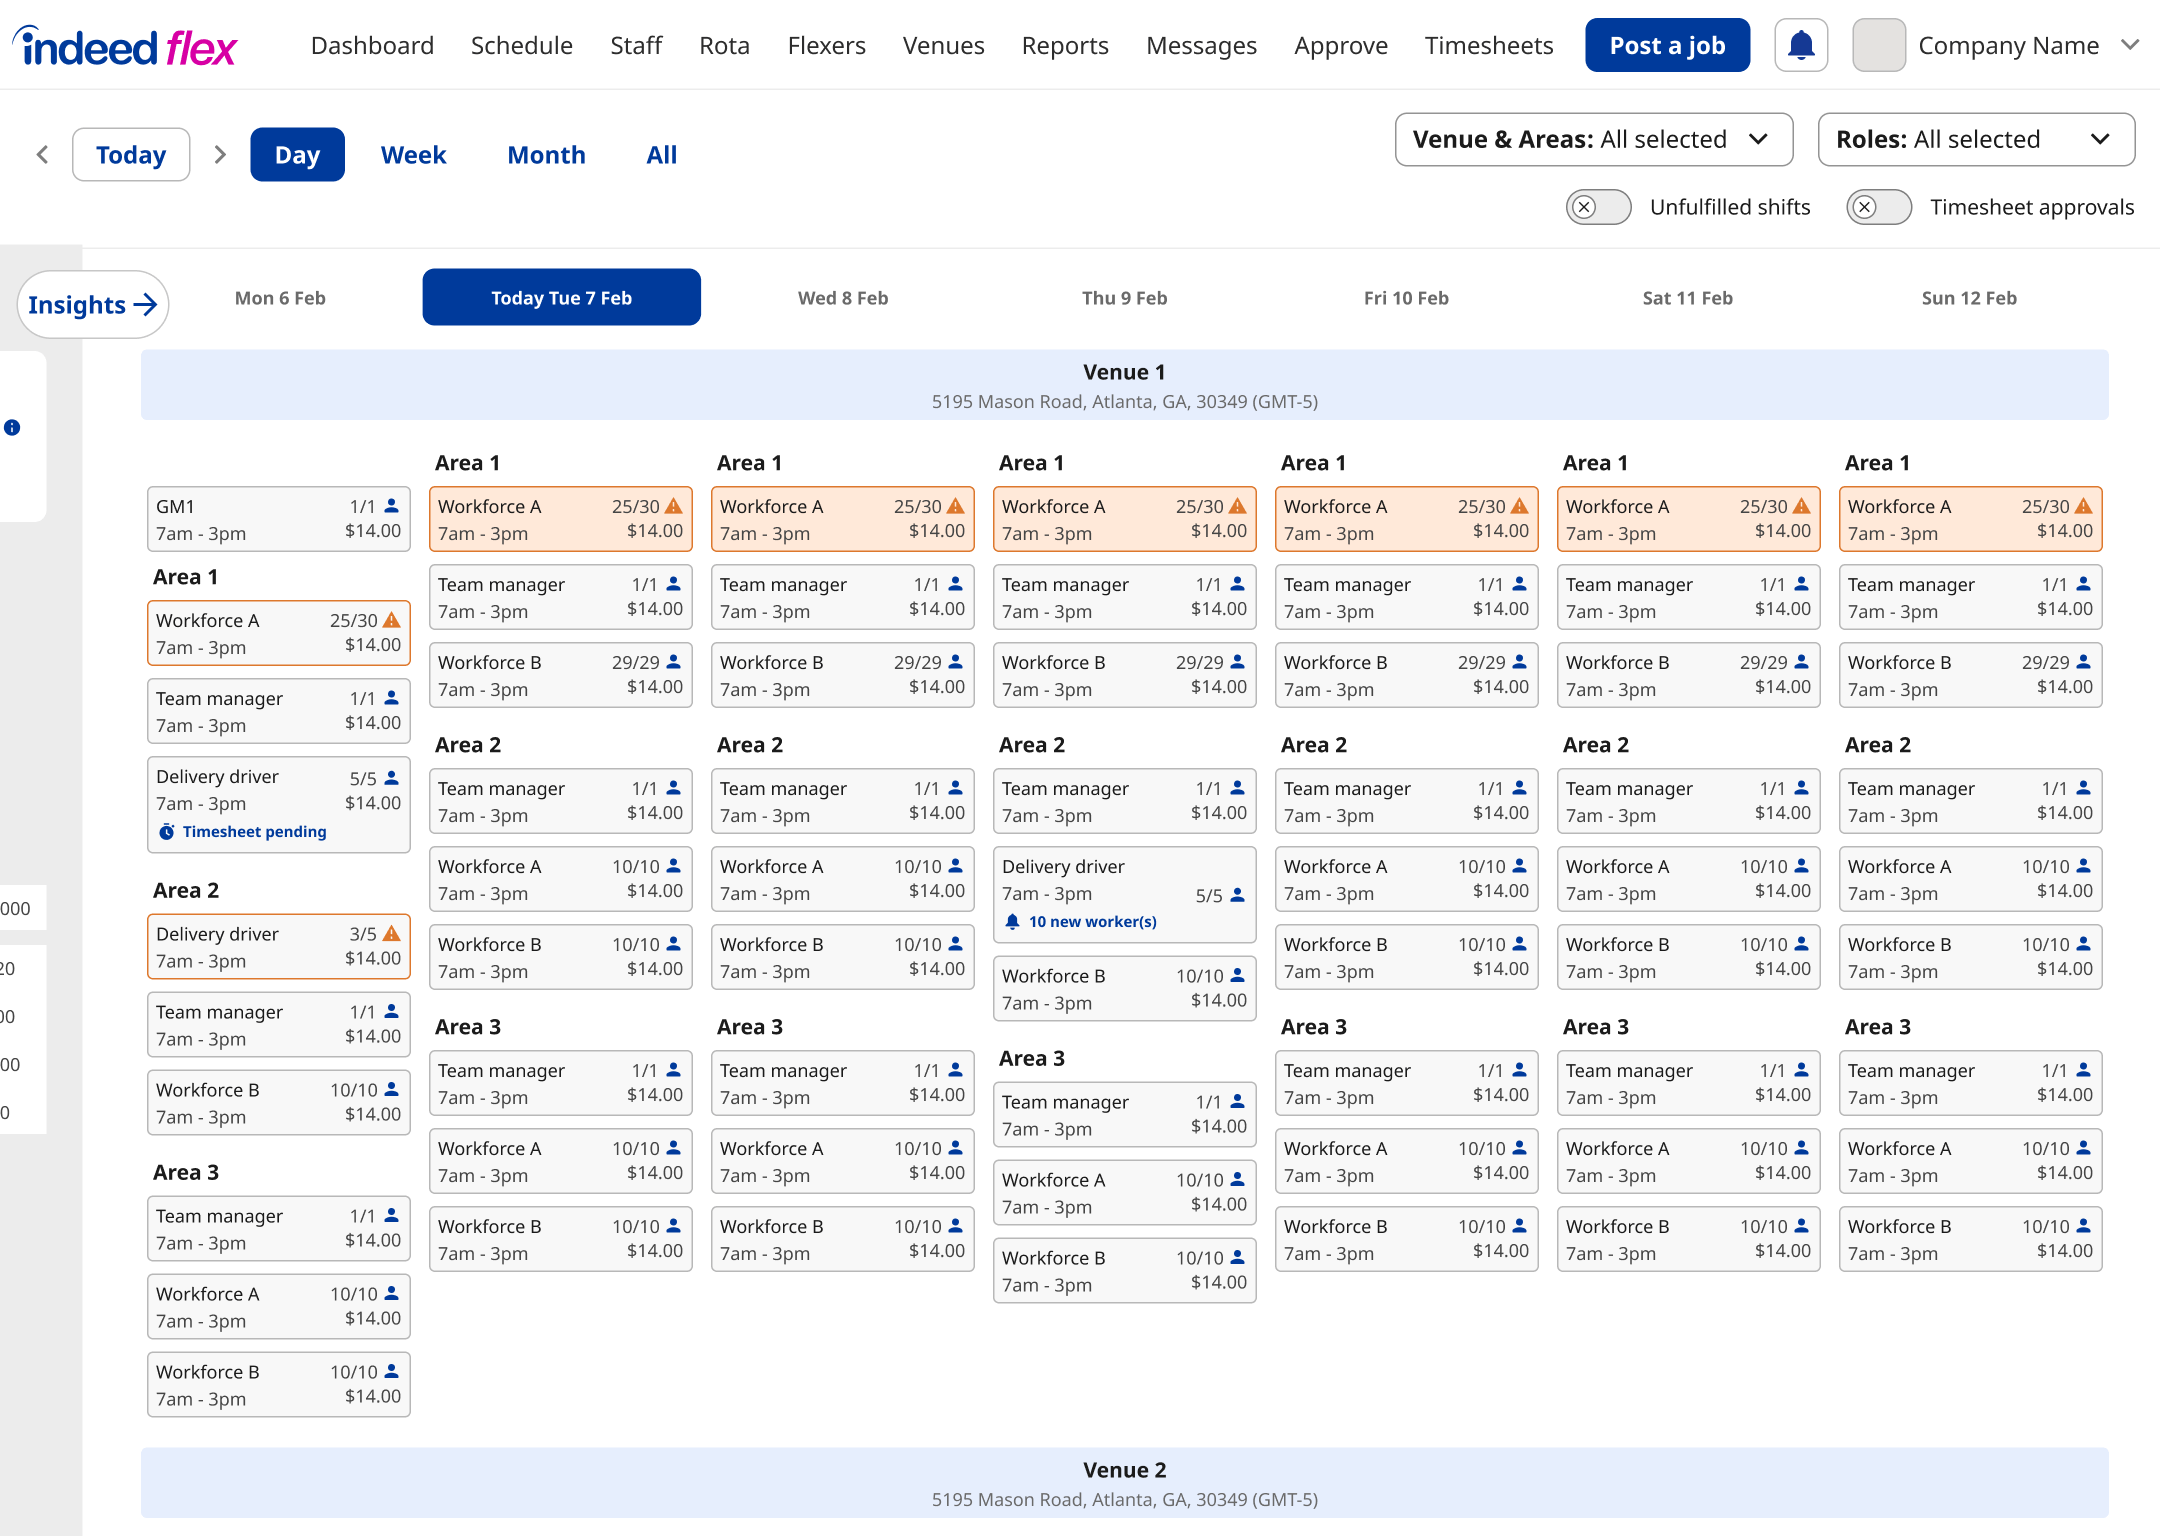 indeed flex
Dashboard Schedule Staff Rota Flexers Venues Reports Messages Approve Timesheets Post a job Company Name
Today Day Week Month All
Venue & Areas: All selected Roles: All selected
Unfulfilled shifts Timesheet approvals
Insights
000
20
00
00
0
Mon 6 Feb Today Tue 7 Feb Wed 8 Feb Thu 9 Feb Fri 10 Feb Sat 11 Feb Sun 12 Feb
Venue 1
5195 Mason Road, Atlanta, GA, 30349 (GMT-5)
GM1 1/1
7am - 3pm $14.00
Area 1
Workforce A 25/30
7am - 3pm $14.00
Team manager 1/1
7am - 3pm $14.00
Delivery driver 5/5
7am - 3pm $14.00
Timesheet pending
Area 2
Delivery driver 3/5
7am - 3pm $14.00
Team manager 1/1
7am - 3pm $14.00
Workforce B 10/10
7am - 3pm $14.00
Area 3
Team manager 1/1
7am - 3pm $14.00
Workforce A 10/10
7am - 3pm $14.00
Workforce B 10/10
7am - 3pm $14.00
Area 1
Workforce A 25/30
7am - 3pm $14.00
Team manager 1/1
7am - 3pm $14.00
Workforce B 29/29
7am - 3pm $14.00
Area 2
Team manager 1/1
7am - 3pm $14.00
Workforce A 10/10
7am - 3pm $14.00
Workforce B 10/10
7am - 3pm $14.00
Area 3
Team manager 1/1
7am - 3pm $14.00
Workforce A 10/10
7am - 3pm $14.00
Workforce B 10/10
7am - 3pm $14.00
Area 1
Workforce A 25/30
7am - 3pm $14.00
Team manager 1/1
7am - 3pm $14.00
Workforce B 29/29
7am - 3pm $14.00
Area 2
Team manager 1/1
7am - 3pm $14.00
Workforce A 10/10
7am - 3pm $14.00
Workforce B 10/10
7am - 3pm $14.00
Area 3
Team manager 1/1
7am - 3pm $14.00
Workforce A 10/10
7am - 3pm $14.00
Workforce B 10/10
7am - 3pm $14.00
Area 1
Workforce A 25/30
7am - 3pm $14.00
Team manager 1/1
7am - 3pm $14.00
Workforce B 29/29
7am - 3pm $14.00
Area 2
Team manager 1/1
7am - 3pm $14.00
Delivery driver
7am - 3pm 5/5
10 new worker(s)
Workforce B 10/10
7am - 3pm $14.00
Area 3
Team manager 1/1
7am - 3pm $14.00
Workforce A 10/10
7am - 3pm $14.00
Workforce B 10/10
7am - 3pm $14.00
Area 1
Workforce A 25/30
7am - 3pm $14.00
Team manager 1/1
7am - 3pm $14.00
Workforce B 29/29
7am - 3pm $14.00
Area 2
Team manager 1/1
7am - 3pm $14.00
Workforce A 10/10
7am - 3pm $14.00
Workforce B 10/10
7am - 3pm $14.00
Area 3
Team manager 1/1
7am - 3pm $14.00
Workforce A 10/10
7am - 3pm $14.00
Workforce B 10/10
7am - 3pm $14.00
Area 1
Workforce A 25/30
7am - 3pm $14.00
Team manager 1/1
7am - 3pm $14.00
Workforce B 29/29
7am - 3pm $14.00
Area 2
Team manager 1/1
7am - 3pm $14.00
Workforce A 10/10
7am - 3pm $14.00
Workforce B 10/10
7am - 3pm $14.00
Area 3
Team manager 1/1
7am - 3pm $14.00
Workforce A 10/10
7am - 3pm $14.00
Workforce B 10/10
7am - 3pm $14.00
Area 1
Workforce A 25/30
7am - 3pm $14.00
Team manager 1/1
7am - 3pm $14.00
Workforce B 29/29
7am - 3pm $14.00
Area 2
Team manager 1/1
7am - 3pm $14.00
Workforce A 10/10
7am - 3pm $14.00
Workforce B 10/10
7am - 3pm $14.00
Area 3
Team manager 1/1
7am - 3pm $14.00
Workforce A 10/10
7am - 3pm $14.00
Workforce B 10/10
7am - 3pm $14.00
Venue 2
5195 Mason Road, Atlanta, GA, 30349 (GMT-5)